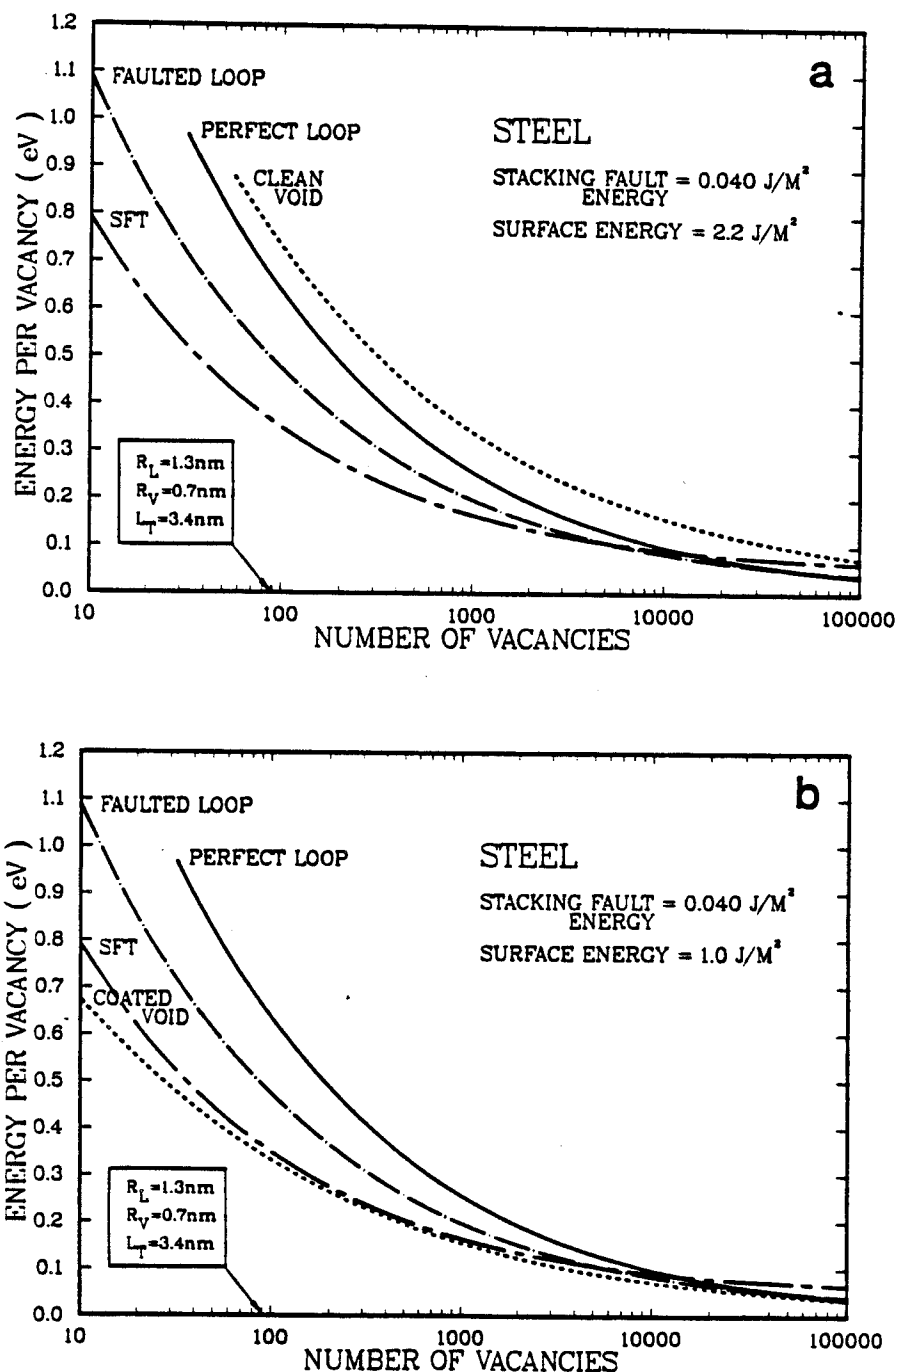 a
1.2
1.1
1.0
0.9
0.8
0.7
0.6
0.5
0.4
0.3
0.2
0.1
0.0
ENERGY PER VACANCY ( eV )
FAULTED LOOP
PERFECT LOOP
CLEAN
VOID
SFT
STEEL
STACKING FAULT = 0.040 J/M²
ENERGY
SURFACE ENERGY = 2.2 J/M²
R_L=1.3nm
R_V=0.7nm
L_T=3.4nm
10 100 1000 10000 100000
NUMBER OF VACANCIES
b
1.2
1.1
1.0
0.9
0.8
0.7
0.6
0.5
0.4
0.3
0.2
0.1
0.0
ENERGY PER VACANCY ( eV )
FAULTED LOOP
PERFECT LOOP
SFT
COATED
VOID
STEEL
STACKING FAULT = 0.040 J/M²
ENERGY
SURFACE ENERGY = 1.0 J/M²
R_L=1.3nm
R_V=0.7nm
L_T=3.4nm
10 100 1000 10000 100000
NUMBER OF VACANCIES